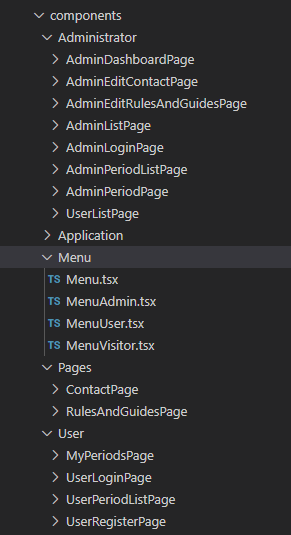 components
Administrator
AdminDashboardPage
AdminEditContactPage
AdminEditRulesAndGuidesPage
AdminListPage
AdminLoginPage
AdminPeriodListPage
AdminPeriodPage
UserListPage
Application
Menu
TS Menu.tsx
TS MenuAdmin.tsx
TS MenuUser.tsx
TS MenuVisitor.tsx
Pages
ContactPage
RulesAndGuidesPage
User
MyPeriodsPage
UserLoginPage
UserPeriodListPage
UserRegisterPage